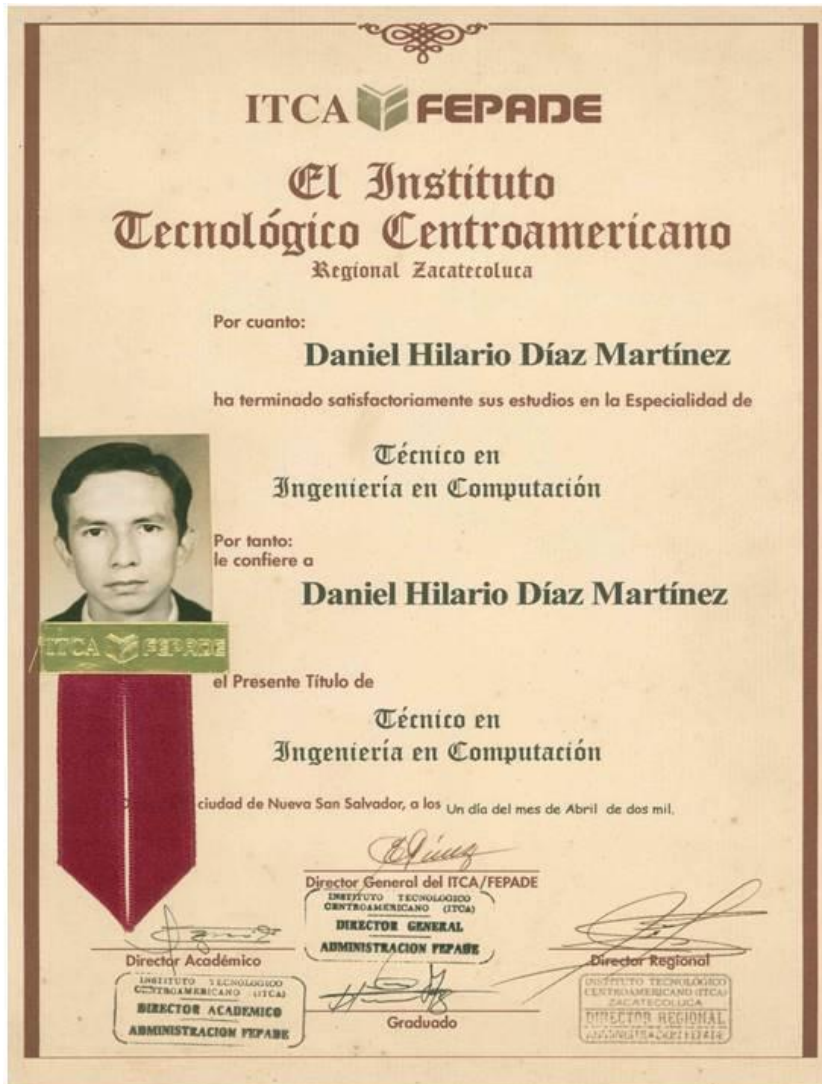 ITCA FEPADE
El Instituto
Tecnológico Centroamericano
Regional Zacatecoluca
Por cuanto:
Daniel Hilario Díaz Martínez
ha terminado satisfactoriamente sus estudios en la Especialidad de
Técnico en
Ingeniería en Computación
Por tanto:
le confiere a
Daniel Hilario Díaz Martínez
ITCA FEPADE
el Presente Título de
Técnico en
Ingeniería en Computación
ciudad de Nueva San Salvador, a los Un día del mes de Abril de dos mil.
Director General del ITCA/FEPADE
INSTITUTO TECNOLOGICO
CENTROAMERICANO (ITCA)
DIRECTOR GENERAL
ADMINISTRACION FEPADE
Director Académico
INSTITUTO TECNOLOGICO
CENTROAMERICANO (ITCA)
DIRECTOR ACADEMICO
ADMINISTRACION FEPADE
Graduado
Director Regional
INSTITUTO TECNOLOGICO
CENTROAMERICANO (ITCA)
ZACATECOLUCA
DIRECTOR REGIONAL